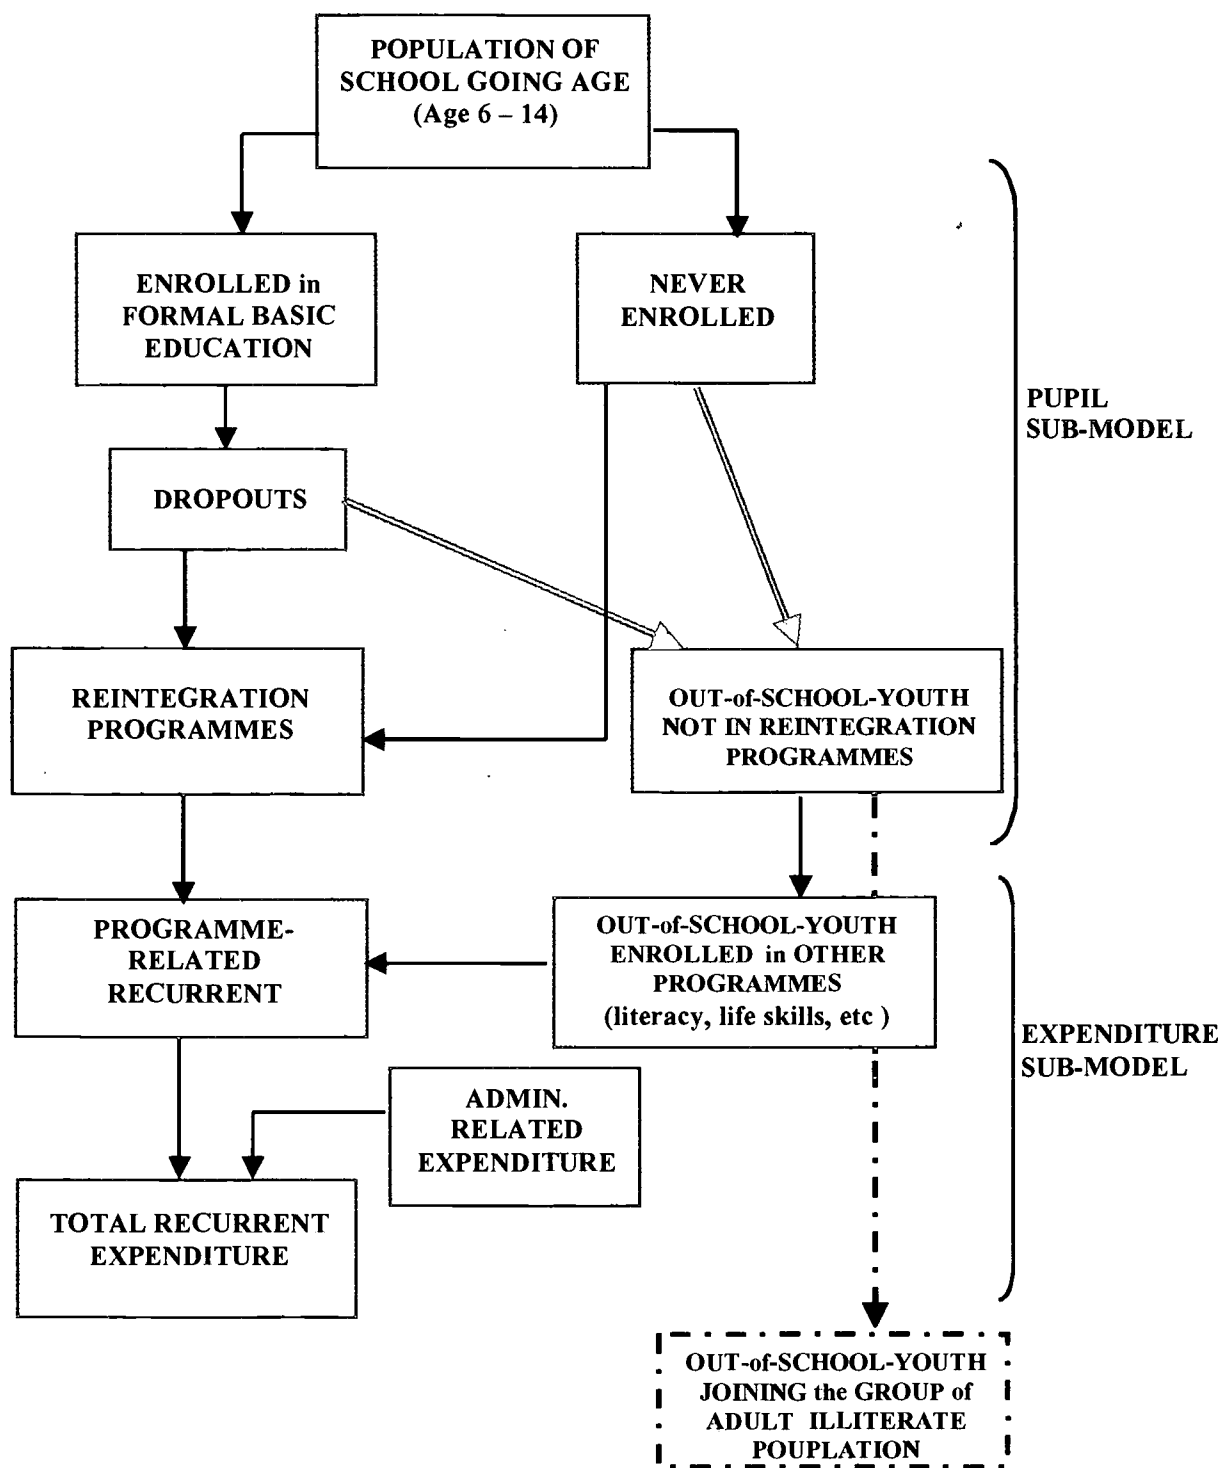 POPULATION OF
SCHOOL GOING AGE
(Age 6 – 14)
ENROLLED in
FORMAL BASIC
EDUCATION
NEVER
ENROLLED
PUPIL
SUB-MODEL
DROPOUTS
REINTEGRATION
PROGRAMMES
OUT-of-SCHOOL-YOUTH
NOT IN REINTEGRATION
PROGRAMMES
PROGRAMME-
RELATED
RECURRENT
OUT-of-SCHOOL-YOUTH
ENROLLED in OTHER
PROGRAMMES
(literacy, life skills, etc )
EXPENDITURE
SUB-MODEL
ADMIN.
RELATED
EXPENDITURE
TOTAL RECURRENT
EXPENDITURE
OUT-of-SCHOOL-YOUTH
JOINING the GROUP of
ADULT ILLITERATE
POUPLATION